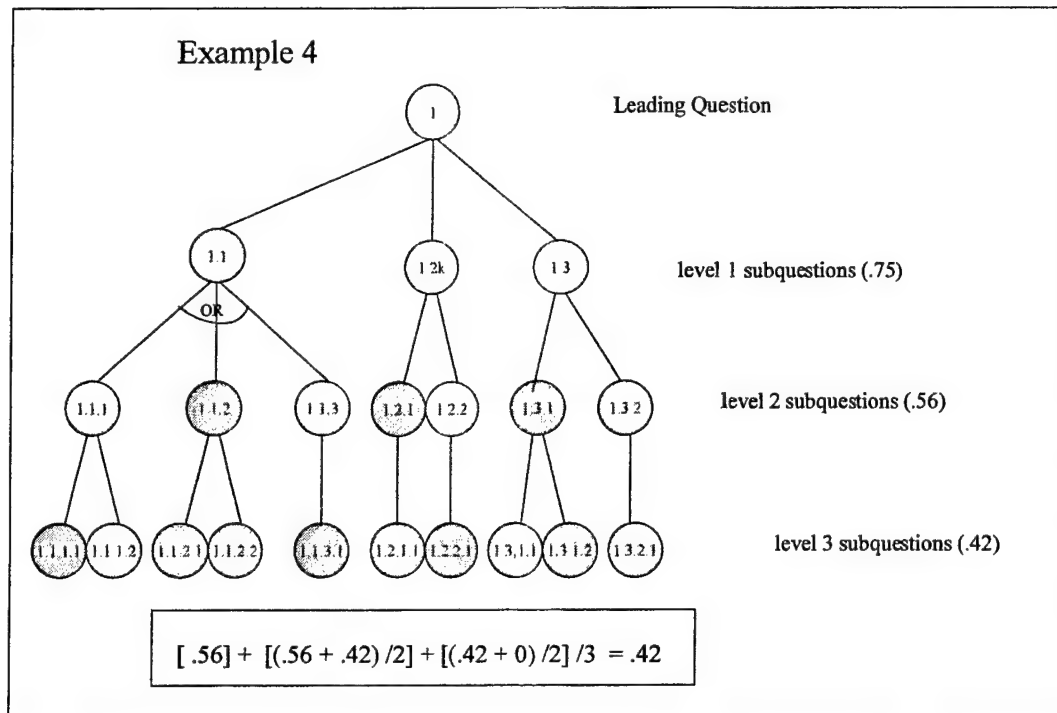 Example 4
1 Leading Question
1.1 1 2k 1 3 level 1 subquestions (.75)
OR
1.1.1 1.1.2 1 1.3 1.2.1 1 2.2 1.3 1 1 3 2 level 2 subquestions (.56)
1.1.1.1 1.1 1.2 1.1.2 1 1.1.2 2 1.1.3.1 1.2.1 1 1.2.2.1 1 3.1.1 1.3 1.2 1 3.2 1 level 3 subquestions (.42)
[ .56] + [(.56 + .42) /2] + [(.42 + 0) /2] /3 = .42